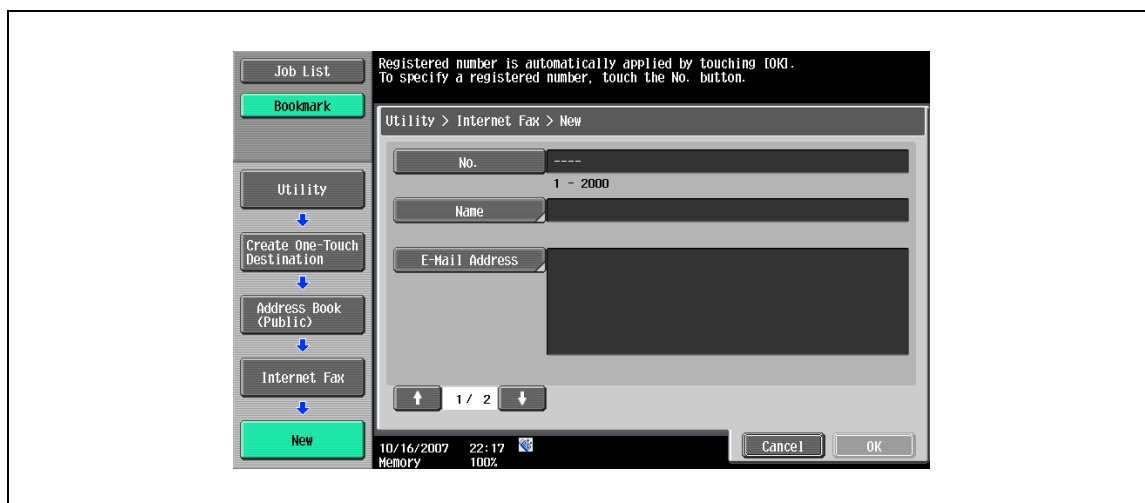 Job List
Bookmark
Utility
Create One-Touch
Destination
Address Book
(Public)
Internet Fax
New
Registered number is automatically applied by touching [OK].
To specify a registered number, touch the No. button.
Utility > Internet Fax > New
No.
----
1 - 2000
Name
E-Mail Address
1/ 2
Cancel
OK
10/16/2007 22:17
Memory 100%